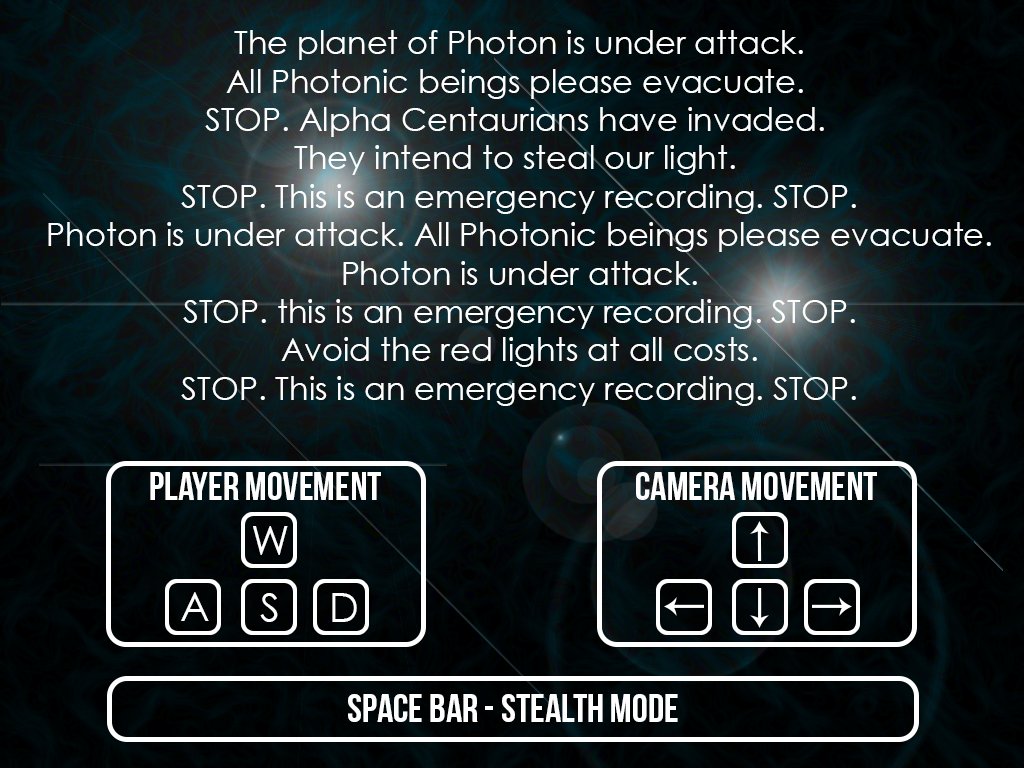 The planet of Photon is under attack.
All Photonic beings please evacuate.
STOP. Alpha Centaurians have invaded.
They intend to steal our light.
STOP. This is an emergency recording. STOP.
Photon is under attack. All Photonic beings please evacuate.
Photon is under attack.
STOP. this is an emergency recording. STOP.
Avoid the red lights at all costs.
STOP. This is an emergency recording. STOP.
PLAYER MOVEMENT
W
A S D
CAMERA MOVEMENT
↑
← ↓ →
SPACE BAR - STEALTH MODE